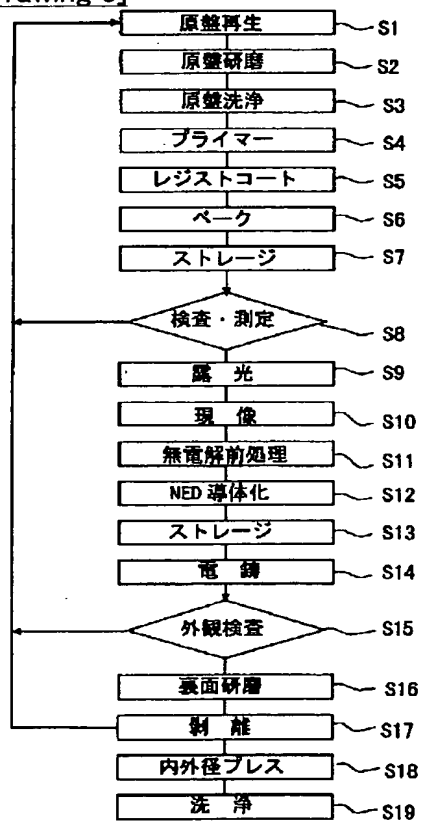 原盤再生 S1
原盤研磨 S2
原盤洗浄 S3
プライマー S4
レジストコート S5
ベーク S6
ストレージ S7
検査・測定 S8
露光 S9
現像 S10
無電解前処理 S11
NED 導体化 S12
ストレージ S13
電鋳 S14
外観検査 S15
裏面研磨 S16
剝離 S17
内外径プレス S18
洗浄 S19